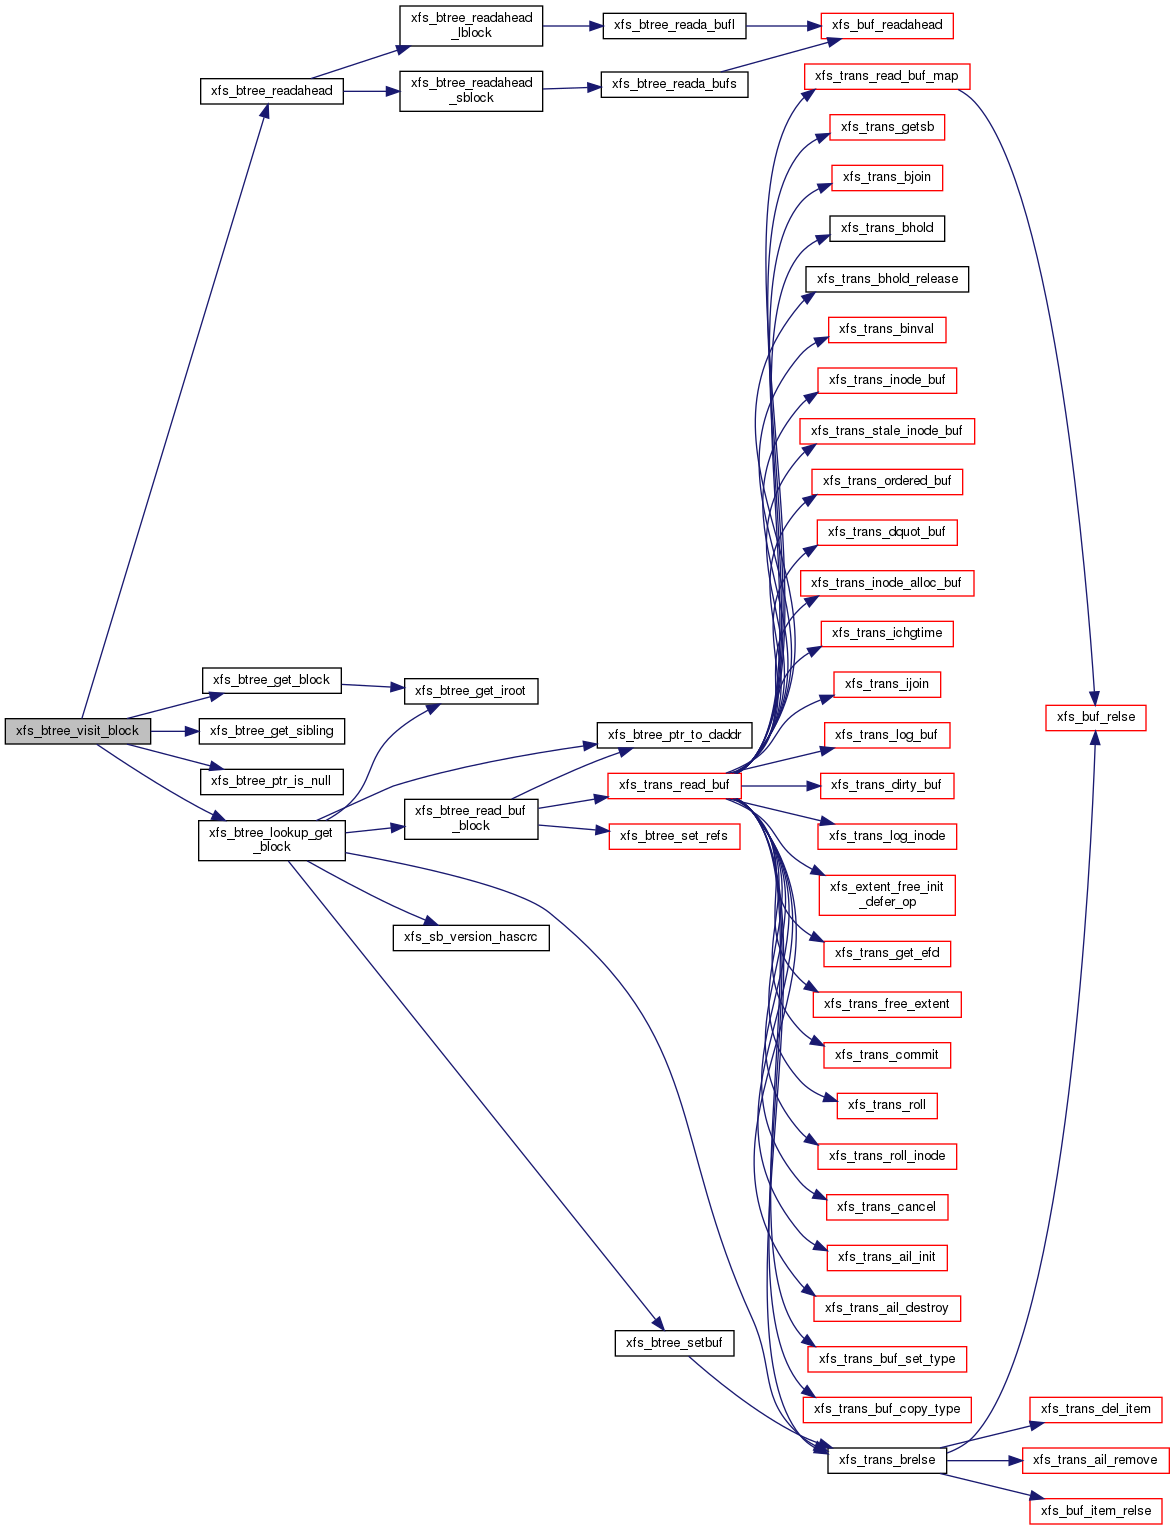 xfs_btree_visit_block
xfs_btree_readahead
xfs_btree_get_block
xfs_btree_get_sibling
xfs_btree_ptr_is_null
xfs_btree_lookup_get
_block
xfs_btree_readahead
_lblock
xfs_btree_readahead
_sblock
xfs_btree_get_iroot
xfs_btree_read_buf
_block
xfs_sb_version_hascrc
xfs_btree_reada_bufl
xfs_btree_reada_bufs
xfs_btree_ptr_to_daddr
xfs_trans_read_buf
xfs_btree_set_refs
xfs_btree_setbuf
xfs_buf_readahead
xfs_trans_read_buf_map
xfs_trans_getsb
xfs_trans_bjoin
xfs_trans_bhold
xfs_trans_bhold_release
xfs_trans_binval
xfs_trans_inode_buf
xfs_trans_stale_inode_buf
xfs_trans_ordered_buf
xfs_trans_dquot_buf
xfs_trans_inode_alloc_buf
xfs_trans_ichgtime
xfs_trans_ijoin
xfs_trans_log_buf
xfs_trans_dirty_buf
xfs_trans_log_inode
xfs_extent_free_init
_defer_op
xfs_trans_get_efd
xfs_trans_free_extent
xfs_trans_commit
xfs_trans_roll
xfs_trans_roll_inode
xfs_trans_cancel
xfs_trans_ail_init
xfs_trans_ail_destroy
xfs_trans_buf_set_type
xfs_trans_buf_copy_type
xfs_trans_brelse
xfs_buf_relse
xfs_trans_del_item
xfs_trans_ail_remove
xfs_buf_item_relse